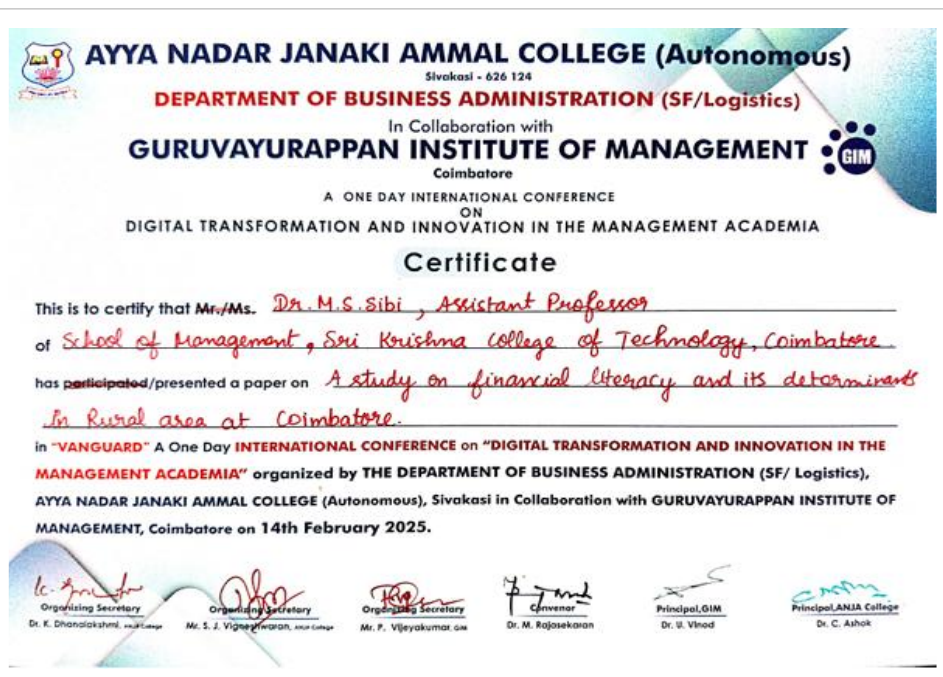 AYYA NADAR JANAKI AMMAL COLLEGE (Autonomous)
Sivakasi - 626 124
DEPARTMENT OF BUSINESS ADMINISTRATION (SF/Logistics)
In Collaboration with
GURUVAYURAPPAN INSTITUTE OF MANAGEMENT
GIM
Coimbatore
A ONE DAY INTERNATIONAL CONFERENCE
ON
DIGITAL TRANSFORMATION AND INNOVATION IN THE MANAGEMENT ACADEMIA
Certificate
This is to certify that Mr./Ms. Dr. M.S. Sibi, Assistant Professor
of School of Management, Sri Krishna College of Technology, Coimbatore
has participated/presented a paper on A study on financial literacy and its determinants
In Rural area at Coimbatore.
in "VANGUARD" A One Day INTERNATIONAL CONFERENCE on "DIGITAL TRANSFORMATION AND INNOVATION IN THE
MANAGEMENT ACADEMIA" organized by THE DEPARTMENT OF BUSINESS ADMINISTRATION (SF/ Logistics),
AYYA NADAR JANAKI AMMAL COLLEGE (Autonomous), Sivakasi in Collaboration with GURUVAYURAPPAN INSTITUTE OF
MANAGEMENT, Coimbatore on 14th February 2025.
Organizing Secretary Organizing Secretary Organizing Secretary Convenor Principal,GIM Principal,ANJA College
Dr. K. Dhanalakshmi, ANJA College Mr. S. J. Vigneshwaran, ANJA College Mr. P. Vijeyakumar, GIM Dr. M. Rajasekaran Dr. U. Vinod Dr. C. Ashok